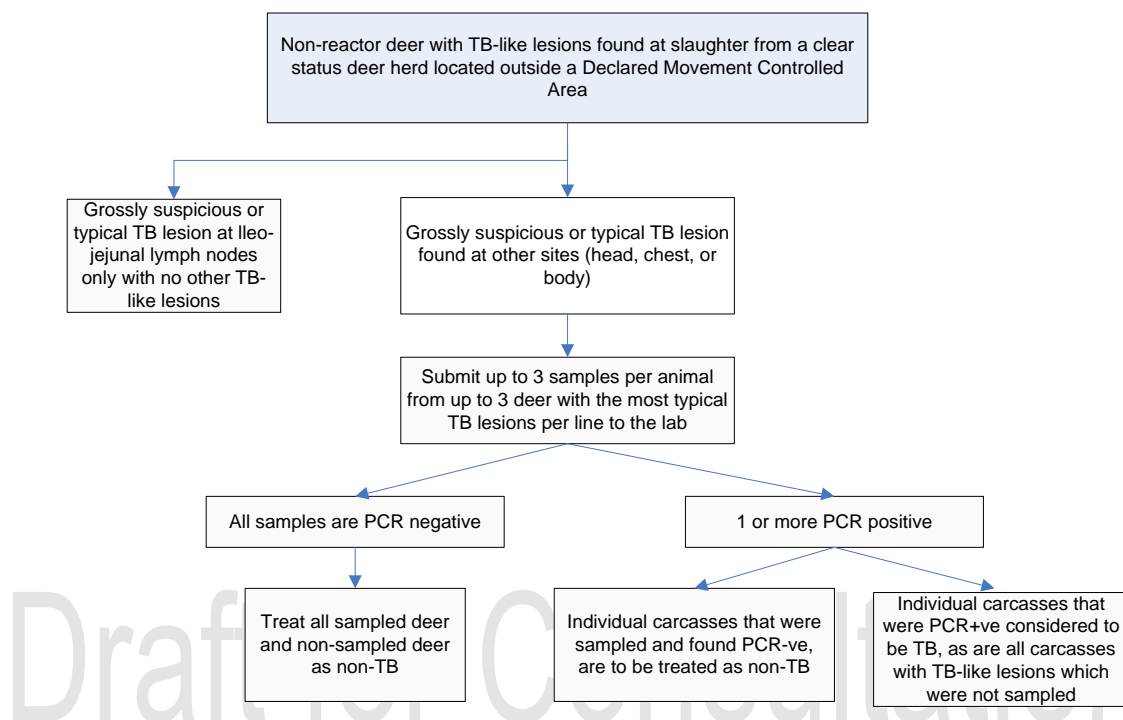 Non-reactor deer with TB-like lesions found at slaughter from a clear
status deer herd located outside a Declared Movement Controlled
Area
Grossly suspicious or
typical TB lesion at Ileo-
jejunal lymph nodes
only with no other TB-
like lesions
Grossly suspicious or typical TB lesion
found at other sites (head, chest, or
body)
Submit up to 3 samples per animal
from up to 3 deer with the most typical
TB lesions per line to the lab
All samples are PCR negative
1 or more PCR positive
Treat all sampled deer
and non-sampled deer
as non-TB
Individual carcasses that were
sampled and found PCR-ve,
are to be treated as non-TB
Individual carcasses that
were PCR+ve considered to
be TB, as are all carcasses
with TB-like lesions which
were not sampled
Draft for Consultation